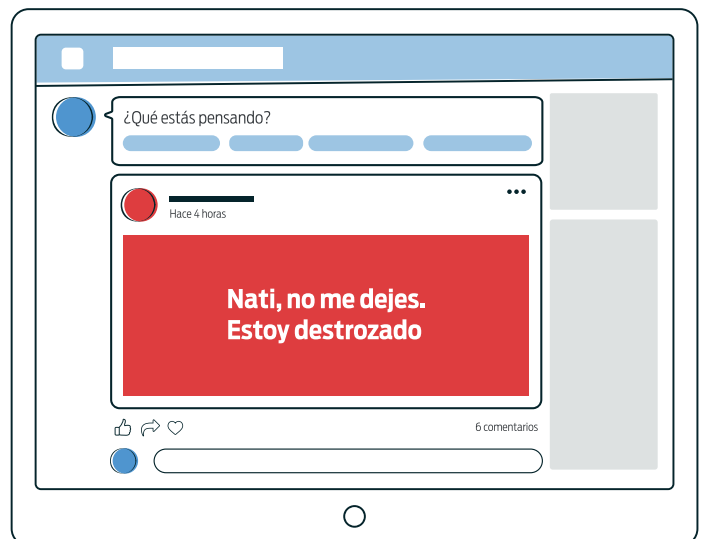 ¿Qué estás pensando?
Hace 4 horas
Nati, no me dejes.
Estoy destrozado
6 comentarios